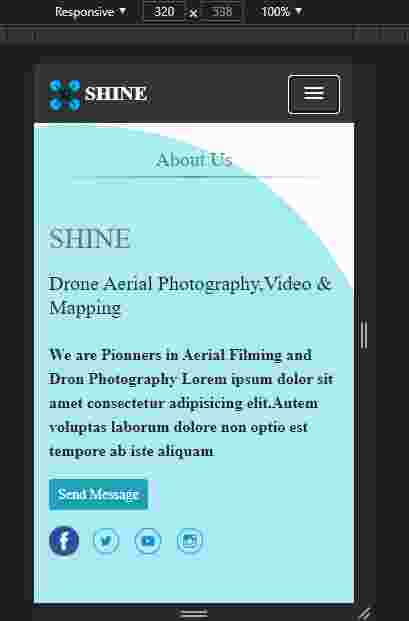 Responsive ▼ 320 x 538 100% ▼
SHINE
About Us
SHINE
Drone Aerial Photography,Video &
Mapping
We are Pionners in Aerial Filming and
Dron Photography Lorem ipsum dolor sit
amet consectetur adipisicing elit.Autem
voluptas laborum dolore non optio est
tempore ab iste aliquam
Send Message